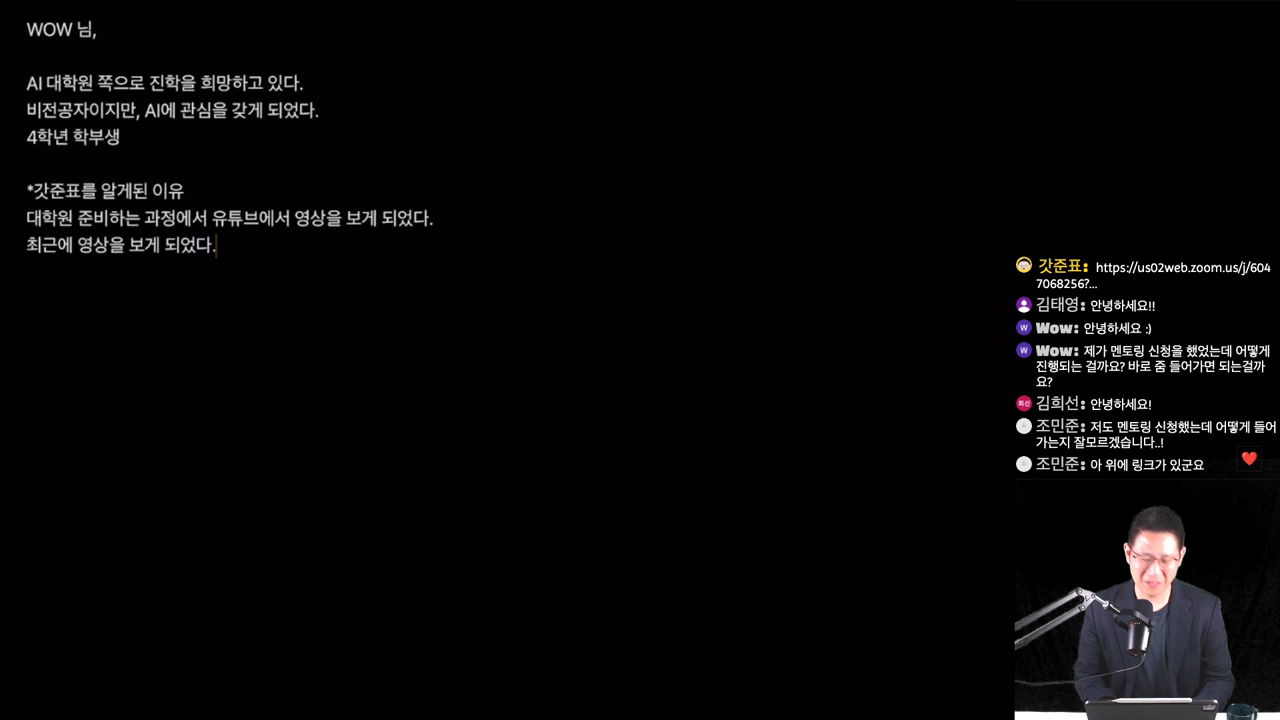 WOW 님,
AI 대학원 쪽으로 진학을 희망하고 있다.
비전공자이지만, AI에 관심을 갖게 되었다.
4학년 학부생
*갓준표를 알게된 이유
대학원 준비하는 과정에서 유튜브에서 영상을 보게 되었다.
최근에 영상을 보게 되었다.
갓준표: https://us02web.zoom.us/j/604
7068256?...
김태영: 안녕하세요!!
W Wow: 안녕하세요 :)
W Wow: 제가 멘토링 신청을 했었는데 어떻게
진행되는 걸까요? 바로 줌 들어가면 되는걸까
요?
희선 김희선: 안녕하세요!
조민준: 저도 멘토링 신청했는데 어떻게 들어
가는지 잘모르겠습니다..!
조민준: 아 위에 링크가 있군요